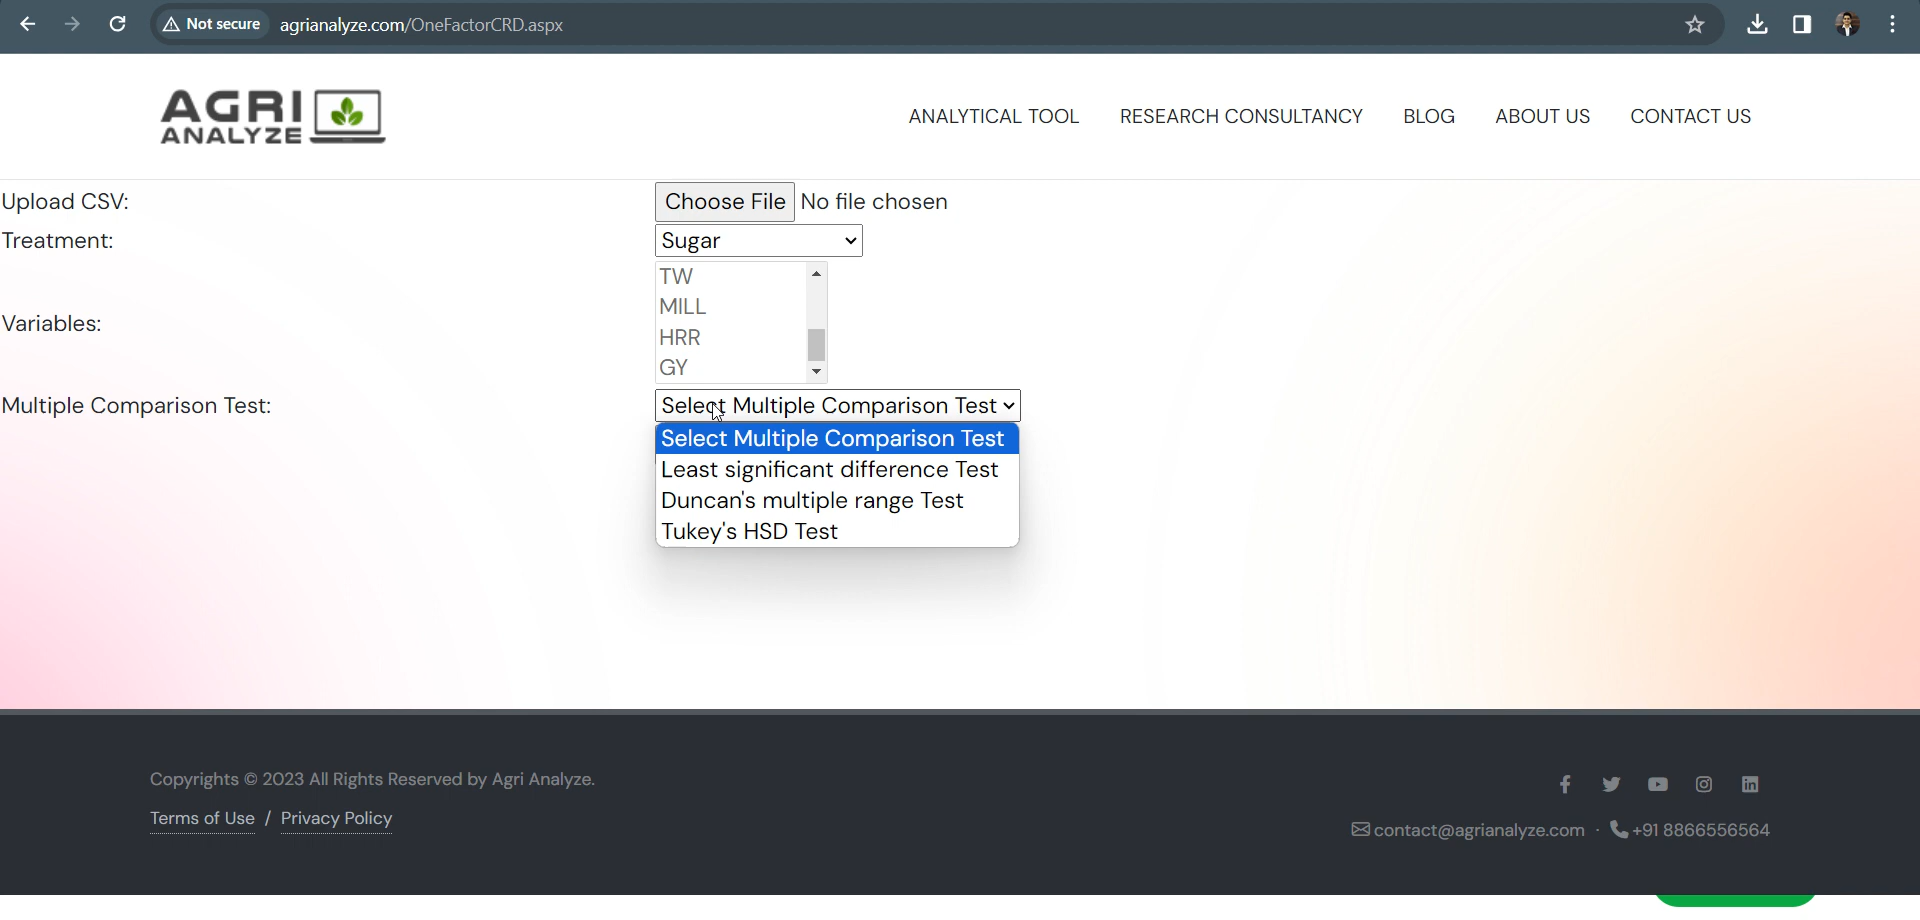 Not secure agrianalyze.com/OneFactorCRD.aspx
AGRI
ANALYZE
ANALYTICAL TOOL RESEARCH CONSULTANCY BLOG ABOUT US CONTACT US
Upload CSV: Choose File No file chosen
Treatment: Sugar
TW
MILL
Variables:
HRR
GY
Multiple Comparison Test: Select Multiple Comparison Test
Select Multiple Comparison Test
Least significant difference Test
Duncan's multiple range Test
Tukey's HSD Test
Copyrights © 2023 All Rights Reserved by Agri Analyze.
Terms of Use / Privacy Policy
contact@agrianalyze.com · +91 8866556564